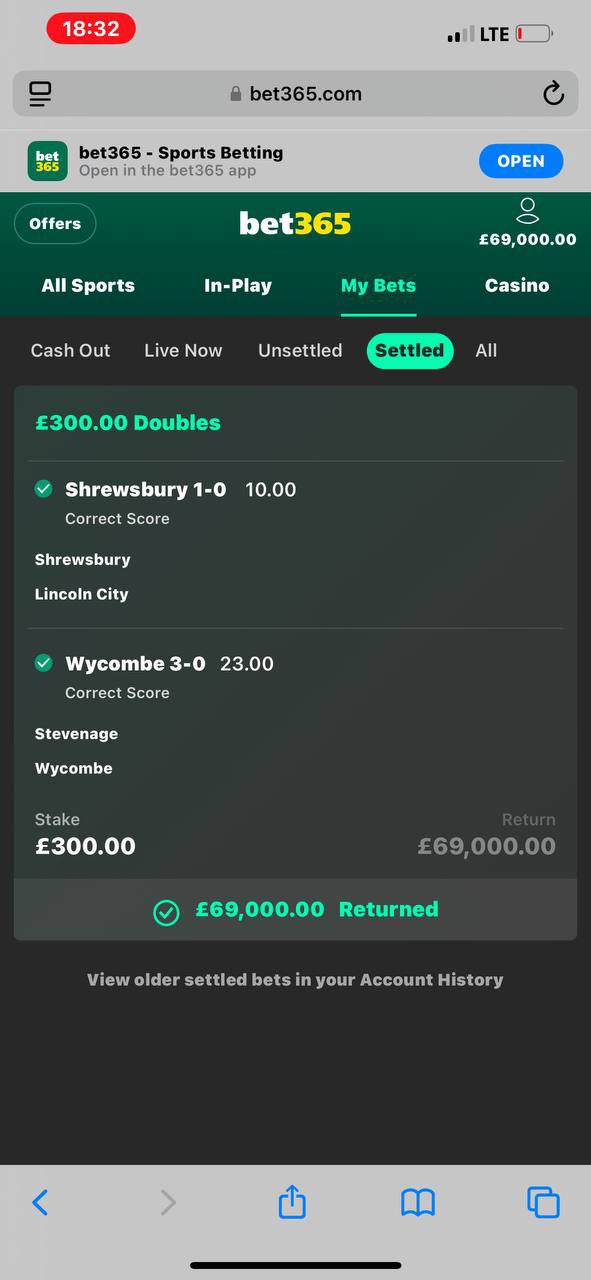 18:32
LTE
bet365.com
bet365 bet365 - Sports Betting
Open in the bet365 app
OPEN
Offers
bet365
£69,000.00
All Sports In-Play My Bets Casino
Cash Out Live Now Unsettled Settled All
£300.00 Doubles
Shrewsbury 1-0 10.00
Correct Score
Shrewsbury
Lincoln City
Wycombe 3-0 23.00
Correct Score
Stevenage
Wycombe
Stake Return
£300.00 £69,000.00
£69,000.00 Returned
View older settled bets in your Account History